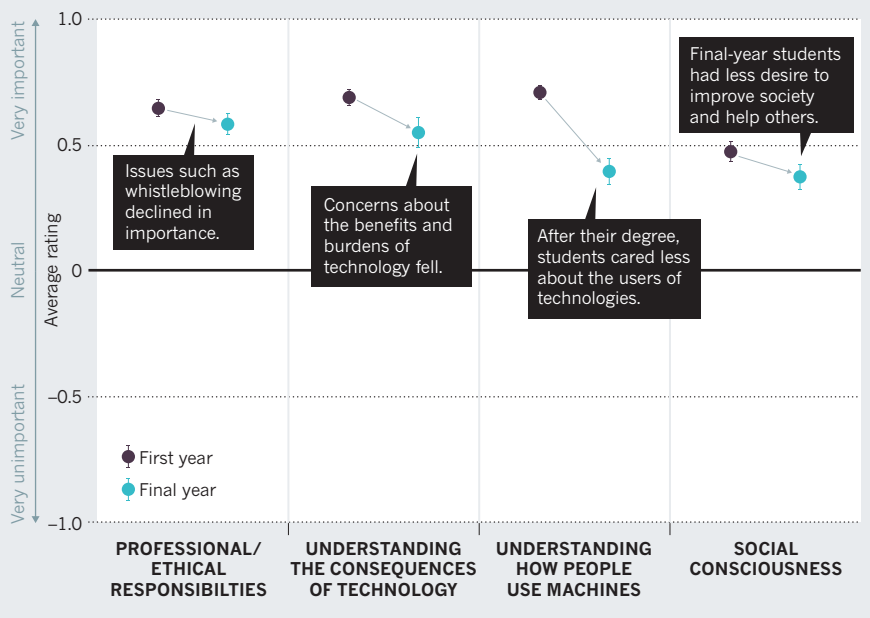 1.0
0.5
0
–0.5
–1.0
Very important
Neutral
Very unimportant
Average rating
Issues such as
whistleblowing
declined in
importance.
Concerns about
the benefits and
burdens of
technology fell.
After their degree,
students cared less
about the users of
technologies.
Final-year students
had less desire to
improve society
and help others.
First year
Final year
PROFESSIONAL/
ETHICAL
RESPONSIBILTIES
UNDERSTANDING
THE CONSEQUENCES
OF TECHNOLOGY
UNDERSTANDING
HOW PEOPLE
USE MACHINES
SOCIAL
CONSCIOUSNESS